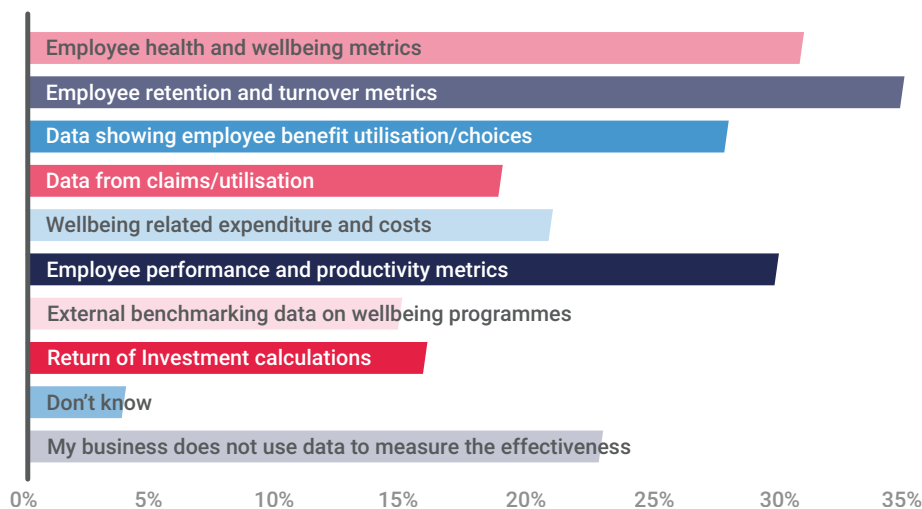 Employee health and wellbeing metrics
Employee retention and turnover metrics
Data showing employee benefit utilisation/choices
Data from claims/utilisation
Wellbeing related expenditure and costs
Employee performance and productivity metrics
External benchmarking data on wellbeing programmes
Return of Investment calculations
Don't know
My business does not use data to measure the effectiveness
0% 5% 10% 15% 20% 25% 30% 35%